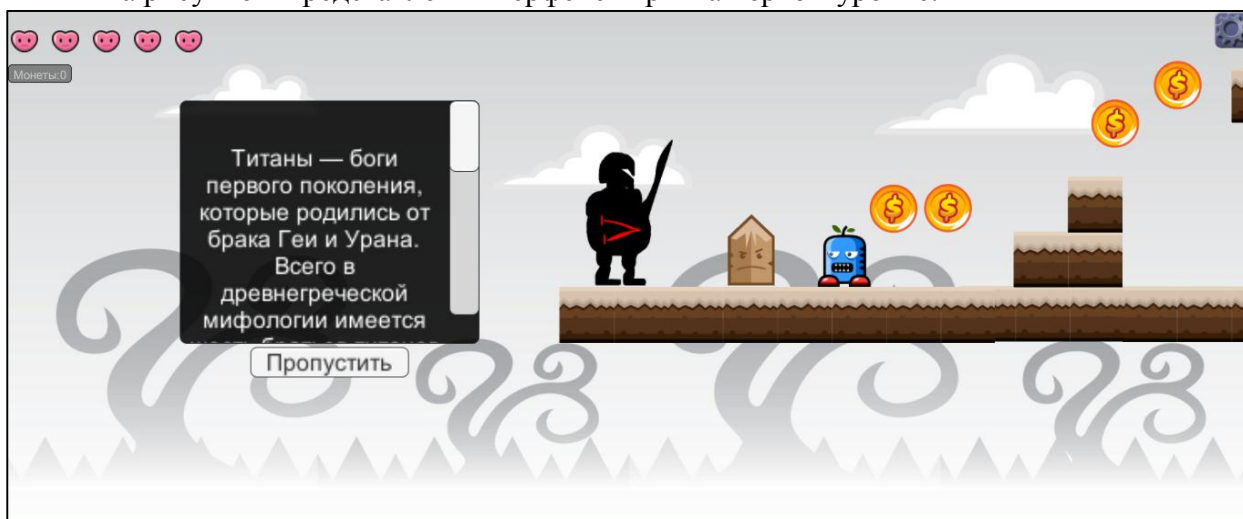 Монеты:0
Титаны — боги
первого поколения,
которые родились от
брака Геи и Урана.
Всего в
древнегреческой
мифологии имеется
Пропустить